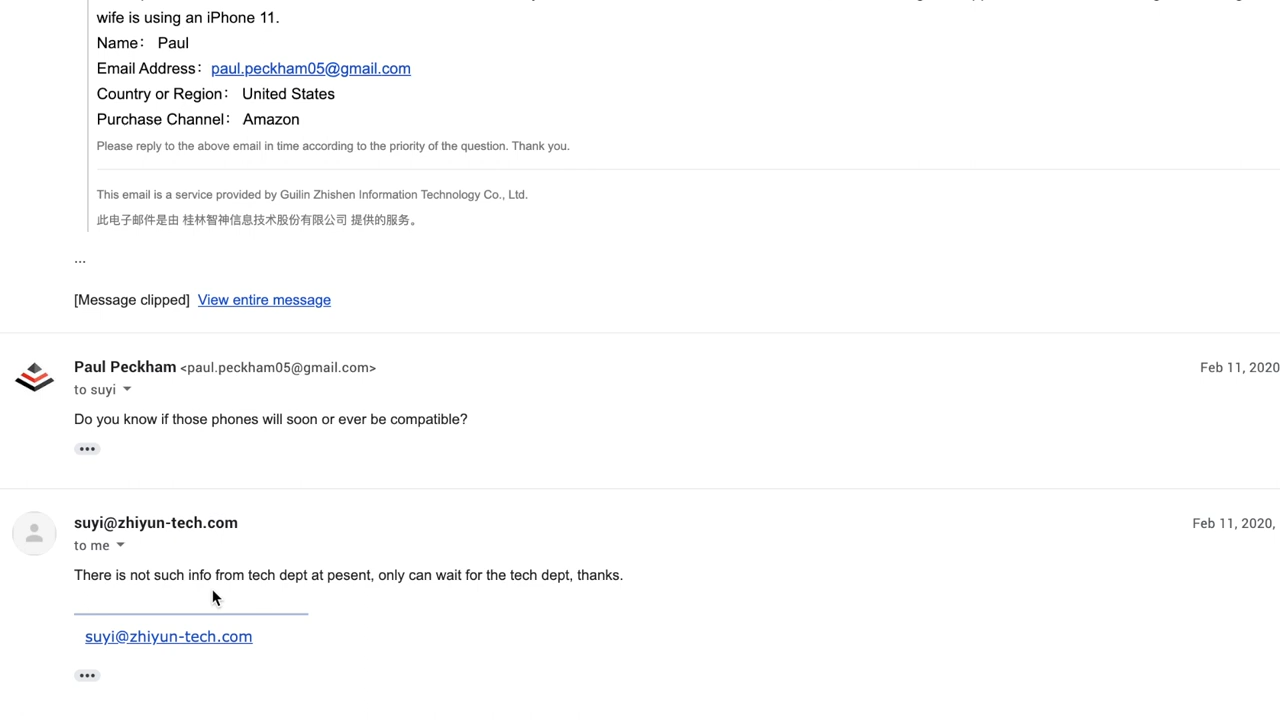 wife is using an iPhone 11.
Name： Paul
Email Address： paul.peckham05@gmail.com
Country or Region： United States
Purchase Channel： Amazon
Please reply to the above email in time according to the priority of the question. Thank you.
This email is a service provided by Guilin Zhishen Information Technology Co., Ltd.
此电子邮件是由 桂林智神信息技术股份有限公司 提供的服务。
...
[Message clipped] View entire message
Paul Peckham <paul.peckham05@gmail.com> Feb 11, 2020
to suyi
Do you know if those phones will soon or ever be compatible?
suyi@zhiyun-tech.com Feb 11, 2020,
to me
There is not such info from tech dept at pesent, only can wait for the tech dept, thanks.
suyi@zhiyun-tech.com